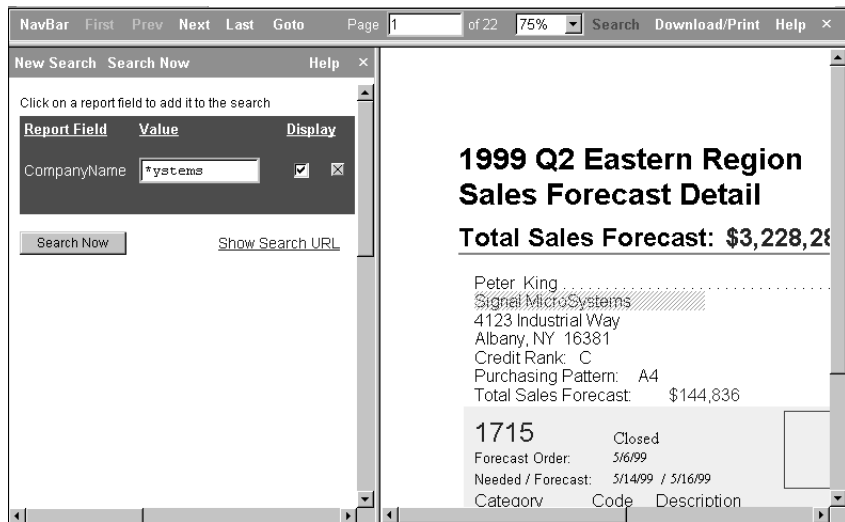 NavBar First Prev Next Last Goto Page 1 of 22 75% Search Download/Print Help ×
New Search Search Now Help ×
Click on a report field to add it to the search
Report Field Value Display
CompanyName *ystems
Search Now Show Search URL
1999 Q2 Eastern Region
Sales Forecast Detail
Total Sales Forecast: $3,228,28
Peter King . . . . . . . . . . . . . . . . . . . . . . . . . . . . . .
Signal MicroSystems
4123 Industrial Way
Albany, NY 16381
Credit Rank: C
Purchasing Pattern: A4
Total Sales Forecast: $144,836
1715 Closed
Forecast Order: 5/6/99
Needed / Forecast: 5/14/99 / 5/16/99
Category Code Description